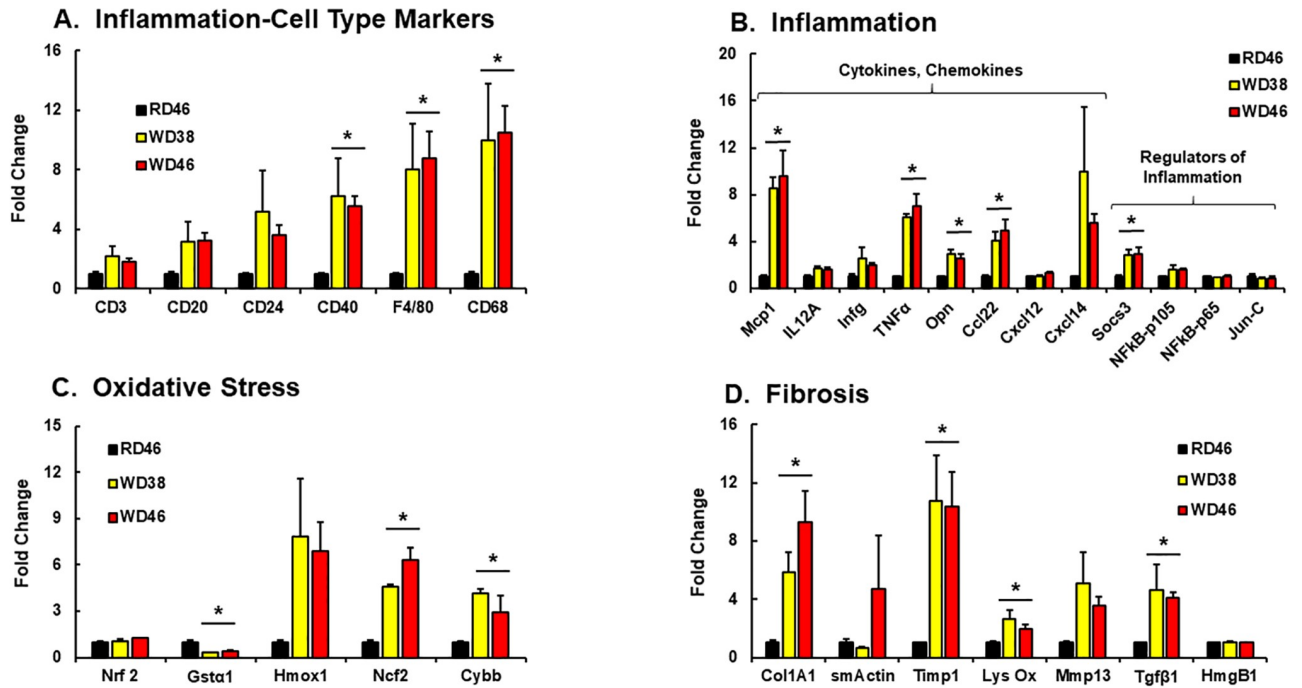 A. Inflammation-Cell Type Markers
Fold Change
16
12
8
4
0
RD46
WD38
WD46
*
*
*
CD3 CD20 CD24 CD40 F4/80 CD68
B. Inflammation
Fold Change
20
16
12
8
4
0
Cytokines, Chemokines
RD46
WD38
WD46
Regulators of
Inflammation
*
*
*
*
*
Mcp1 IL12A Infg TNFα Opn Ccl22 Cxcl12 Cxcl14 Socs3 NFkB-p105 NFkB-p65 Jun-C
C. Oxidative Stress
Fold Change
15
12
9
6
3
0
RD46
WD38
WD46
*
*
*
Nrf 2 Gstα1 Hmox1 Ncf2 Cybb
D. Fibrosis
Fold Change
16
12
8
4
0
RD46
WD38
WD46
*
*
*
*
Col1A1 smActin Timp1 Lys Ox Mmp13 Tgfβ1 HmgB1